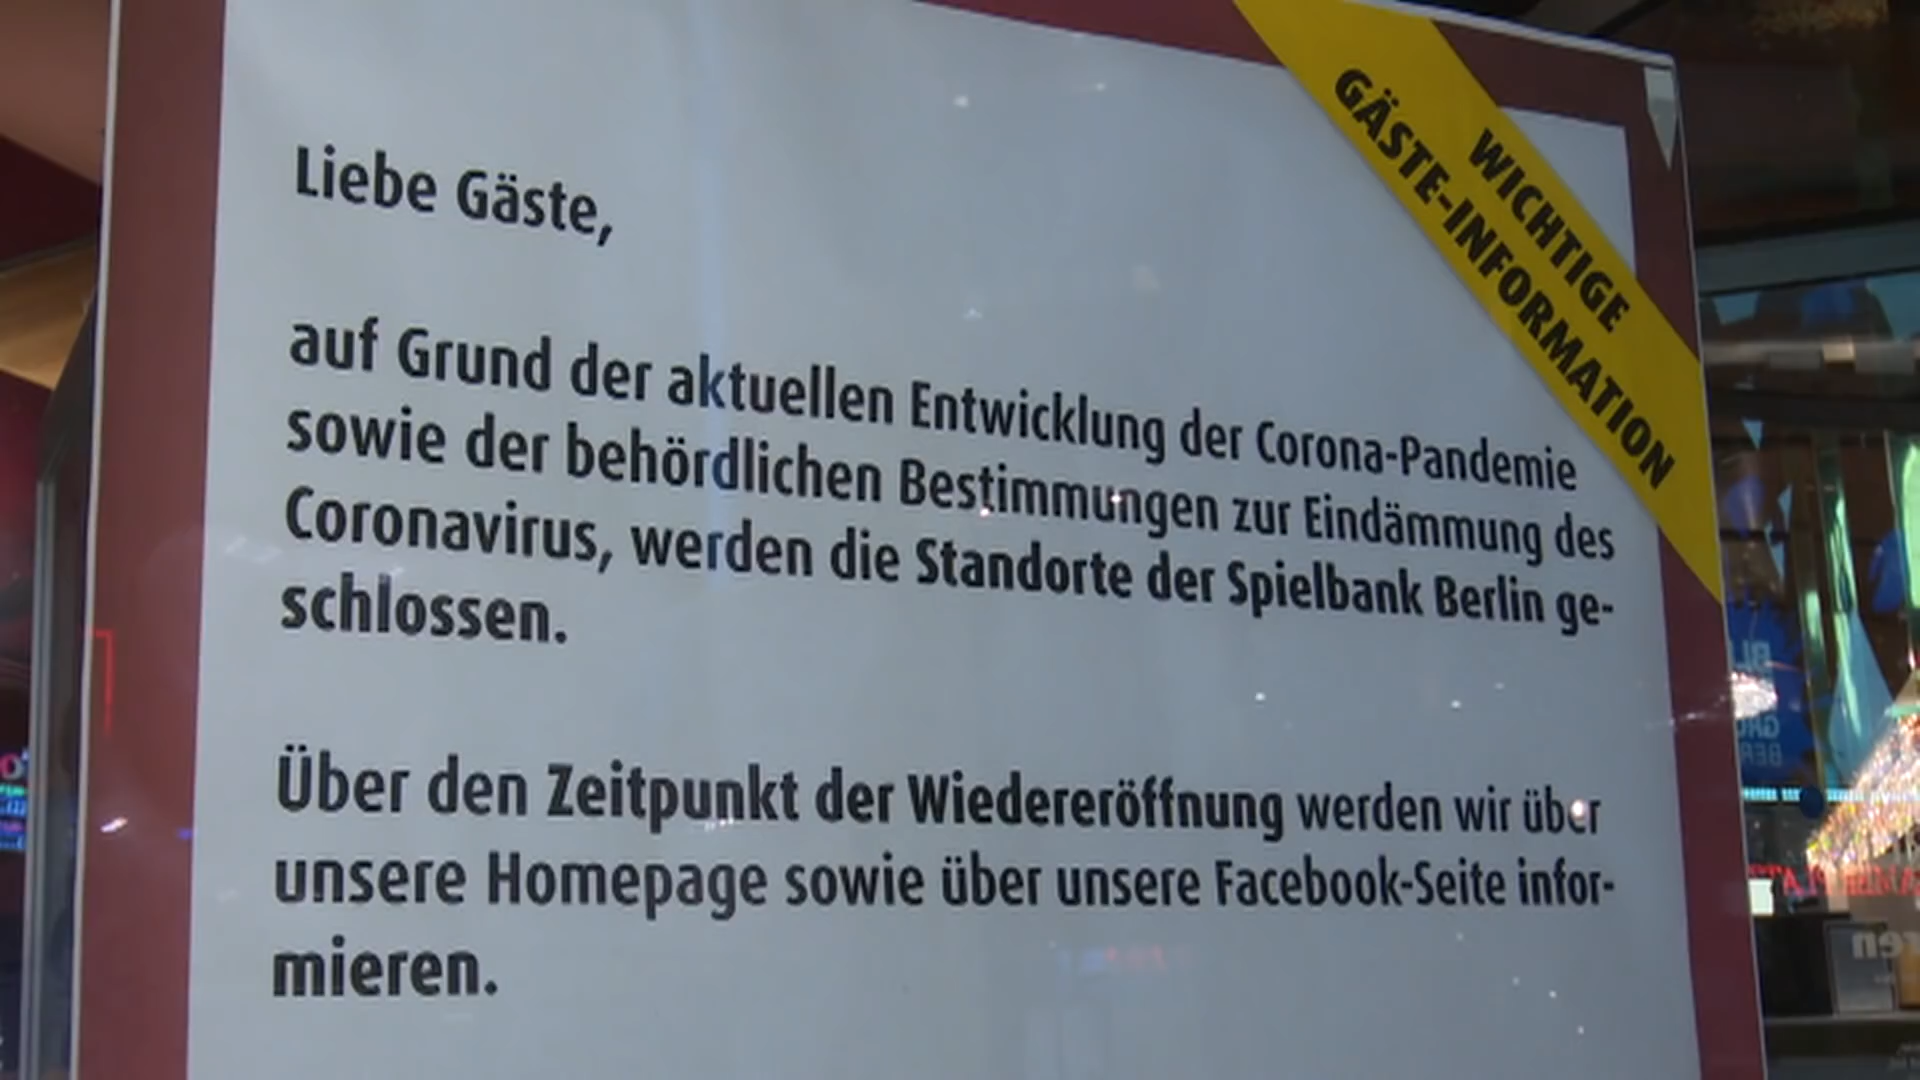 WICHTIGE
GÄSTE-INFORMATION
Liebe Gäste,
auf Grund der aktuellen Entwicklung der Corona-Pandemie
sowie der behördlichen Bestimmungen zur Eindämmung des
Coronavirus, werden die Standorte der Spielbank Berlin ge-
schlossen.
Über den Zeitpunkt der Wiedereröffnung werden wir über
unsere Homepage sowie über unsere Facebook-Seite infor-
mieren.